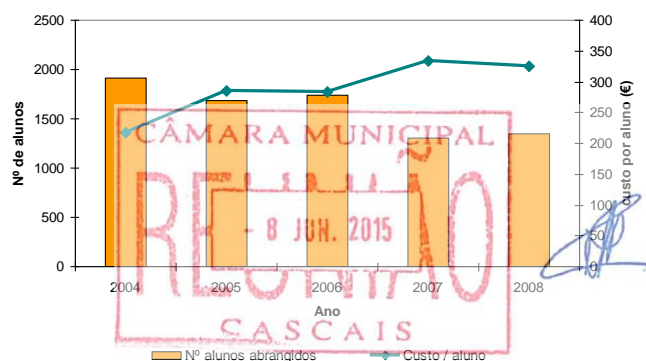 2500
2000
1500
1000
500
0
Nº de alunos
400
350
300
250
200
150
100
50
0
custo por aluno (€)
2004 2005 2006 2007 2008
Ano
Nº alunos abrangidos Custo / aluno
CÂMARA MUNICIPAL
REUNIÃO
- 8 JUN. 2015
CASCAIS